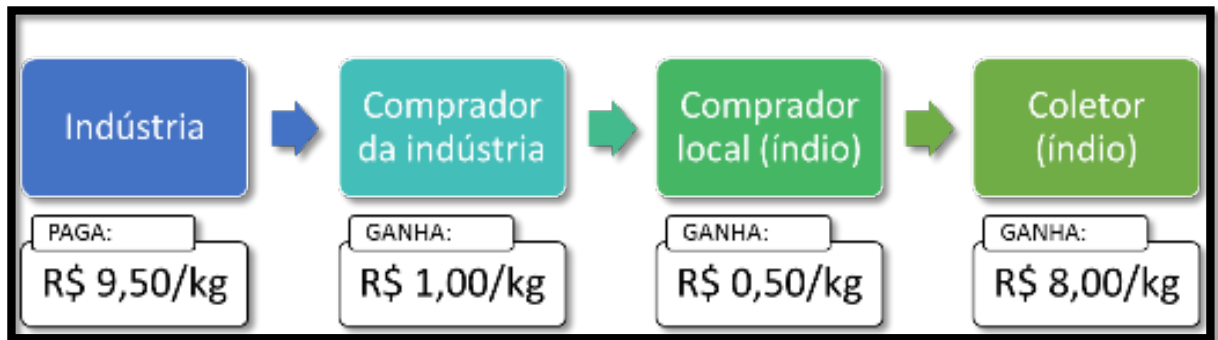 Indústria
Comprador
da indústria
Comprador
local (índio)
Coletor
(índio)
PAGA:
R$ 9,50/kg
GANHA:
R$ 1,00/kg
GANHA:
R$ 0,50/kg
GANHA:
R$ 8,00/kg